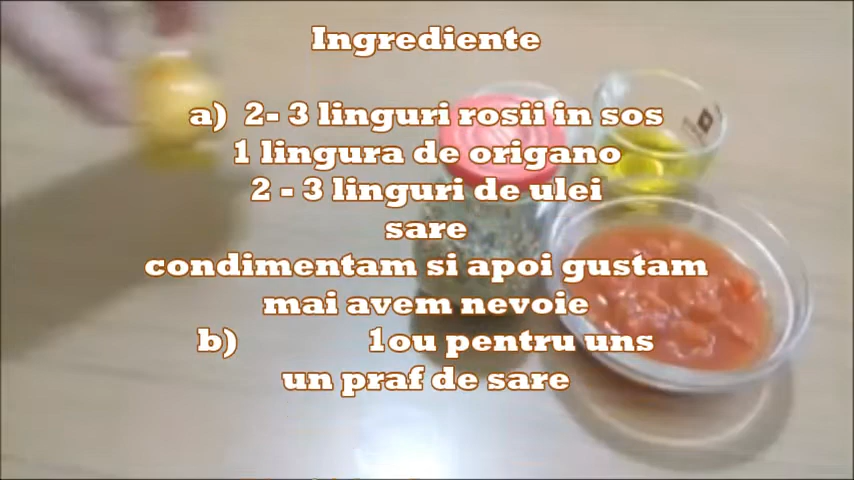 Ingrediente
a) 2- 3 linguri rosii in sos
1 lingura de origano
2 - 3 linguri de ulei
sare
condimentam si apoi gustam
mai avem nevoie
b) 1ou pentru uns
un praf de sare